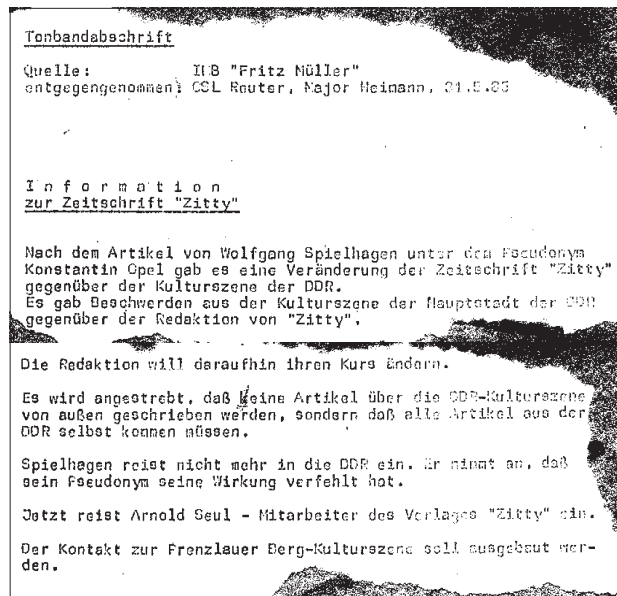 Tonbandabschrift
Quelle: IMB "Fritz Müller"
entgegengenommen: OSL Reuter, Major Heimann, 31.5.83
I n f o r m a t i o n
zur Zeitschrift "Zitty"
Nach dem Artikel von Wolfgang Spielhagen unter dem Pseudonym
Konstantin Opel gab es eine Veränderung der Zeitschrift "Zitty"
gegenüber der Kulturszene der DDR.
Es gab Beschwerden aus der Kulturszene der Hauptstadt der DDR
gegenüber der Redaktion von "Zitty".
Die Redaktion will daraufhin ihren Kurs ändern.
Es wird angestrebt, daß keine Artikel über die DDR-Kulturszene
von außen geschrieben werden, sondern daß alle Artikel aus der
DDR selbst kommen müssen.
Spielhagen reist nicht mehr in die DDR ein. Er nimmt an, daß
sein Pseudonym seine Wirkung verfehlt hat.
Jetzt reist Arnold Seul - Mitarbeiter des Verlages "Zitty" ein.
Der Kontakt zur Prenzlauer Berg-Kulturszene soll ausgebaut wer-
den.